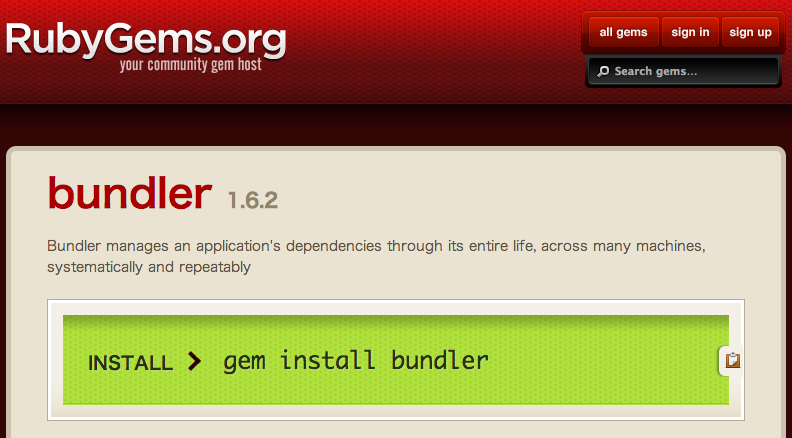 RubyGems.org
your community gem host
all gems
sign in
sign up
Search gems...
bundler 1.6.2
Bundler manages an application's dependencies through its entire life, across many machines,
systematically and repeatably
INSTALL gem install bundler